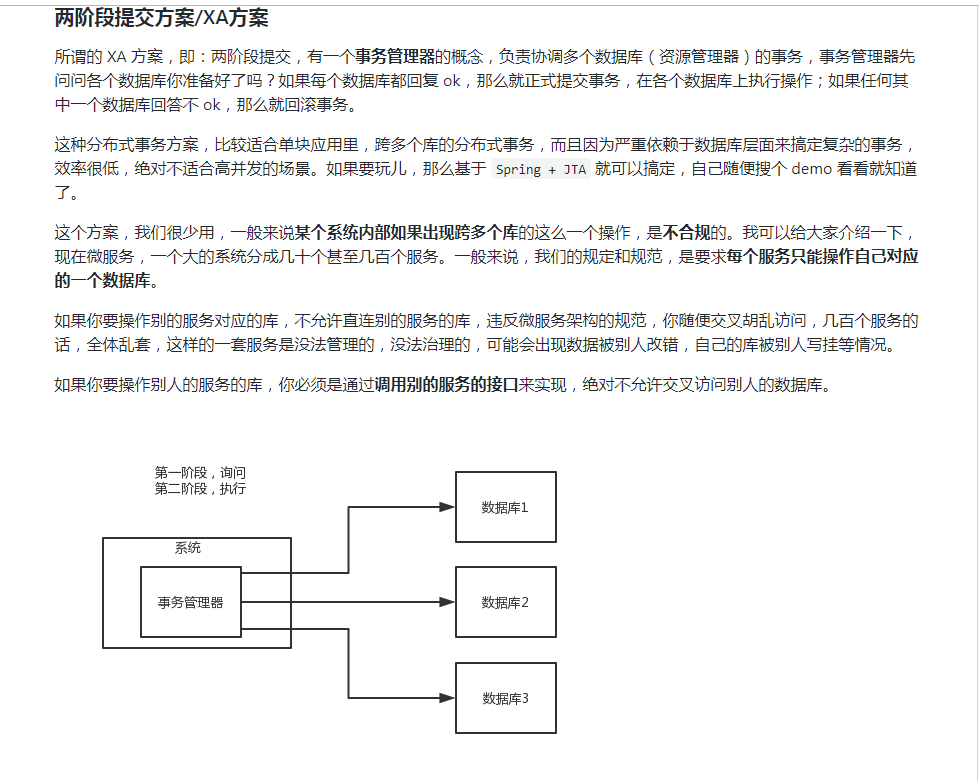 两阶段提交方案/XA方案
所谓的 XA 方案，即：两阶段提交，有一个事务管理器的概念，负责协调多个数据库（资源管理器）的事务，事务管理器先
问问各个数据库你准备好了吗？如果每个数据库都回复 ok，那么就正式提交事务，在各个数据库上执行操作；如果任何其
中一个数据库回答不 ok，那么就回滚事务。
这种分布式事务方案，比较适合单块应用里，跨多个库的分布式事务，而且因为严重依赖于数据库层面来搞定复杂的事务，
效率很低，绝对不适合高并发的场景。如果要玩儿，那么基于 Spring + JTA 就可以搞定，自己随便搜个 demo 看看就知道
了。
这个方案，我们很少用，一般来说某个系统内部如果出现跨多个库的这么一个操作，是不合规的。我可以给大家介绍一下，
现在微服务，一个大的系统分成几十个甚至几百个服务。一般来说，我们的规定和规范，是要求每个服务只能操作自己对应
的一个数据库。
如果你要操作别的服务对应的库，不允许直连别的服务的库，违反微服务架构的规范，你随便交叉胡乱访问，几百个服务的
话，全体乱套，这样的一套服务是没法管理的，没法治理的，可能会出现数据被别人改错，自己的库被别人写挂等情况。
如果你要操作别人的服务的库，你必须是通过调用别的服务的接口来实现，绝对不允许交叉访问别人的数据库。
第一阶段，询问
第二阶段，执行
系统
事务管理器
数据库1
数据库2
数据库3